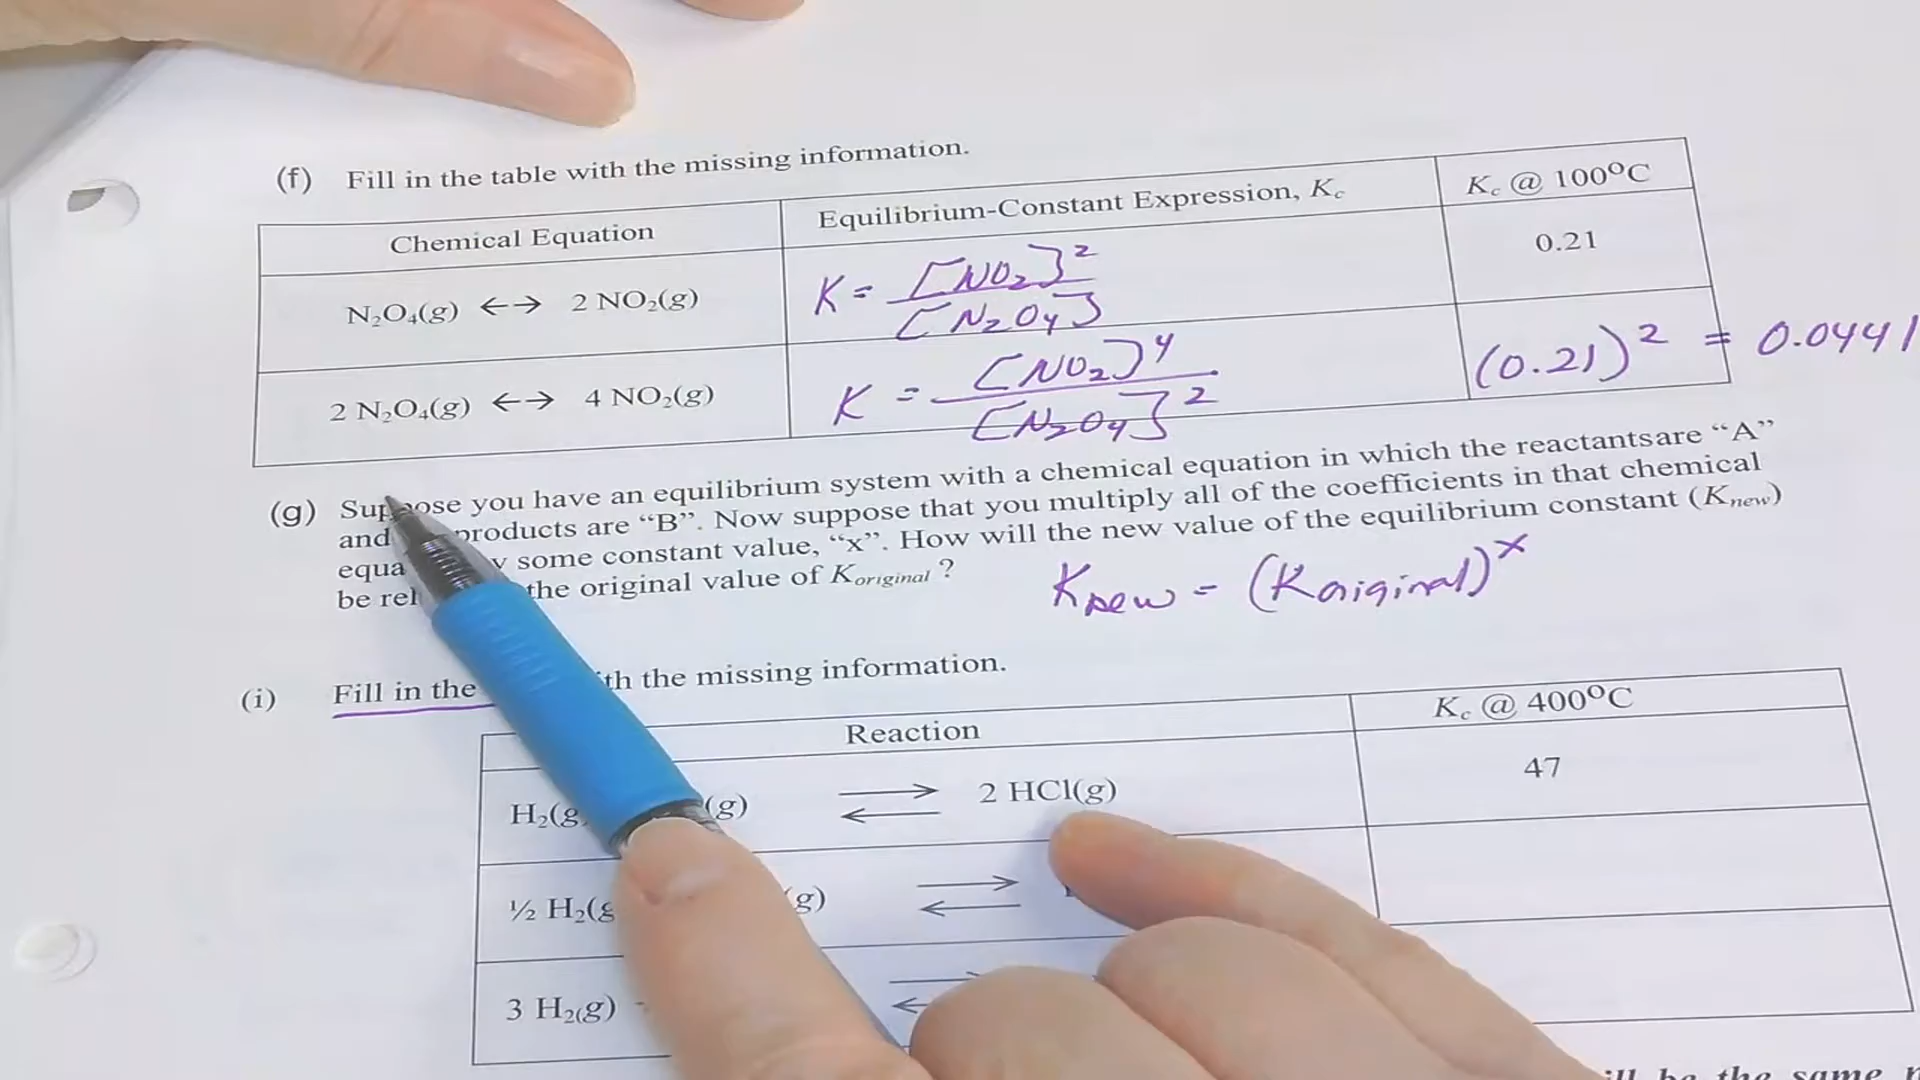 (f) Fill in the table with the missing information.
Chemical Equation
Equilibrium-Constant Expression, Kc
Kc @ 100°C
N₂O₄(g) ←→ 2 NO₂(g)
K = [NO₂]² / [N₂O₄]
0.21
2 N₂O₄(g) ←→ 4 NO₂(g)
K = [NO₂]⁴ / [N₂O₄]²
(0.21)² = 0.0441
(g) Suppose you have an equilibrium system with a chemical equation in which the reactantsare “A”
and products are “B”. Now suppose that you multiply all of the coefficients in that chemical
some constant value, “x”. How will the new value of the equilibrium constant (Knew)
be the original value of Koriginal ?
Knew = (Koriginal)ˣ
(i) Fill in the the missing information.
Reaction
Kc @ 400°C
H₂(g (g) ⇌ 2 HCl(g)
47
½ H₂(g g) ⇌
3 H₂(g)
be the same